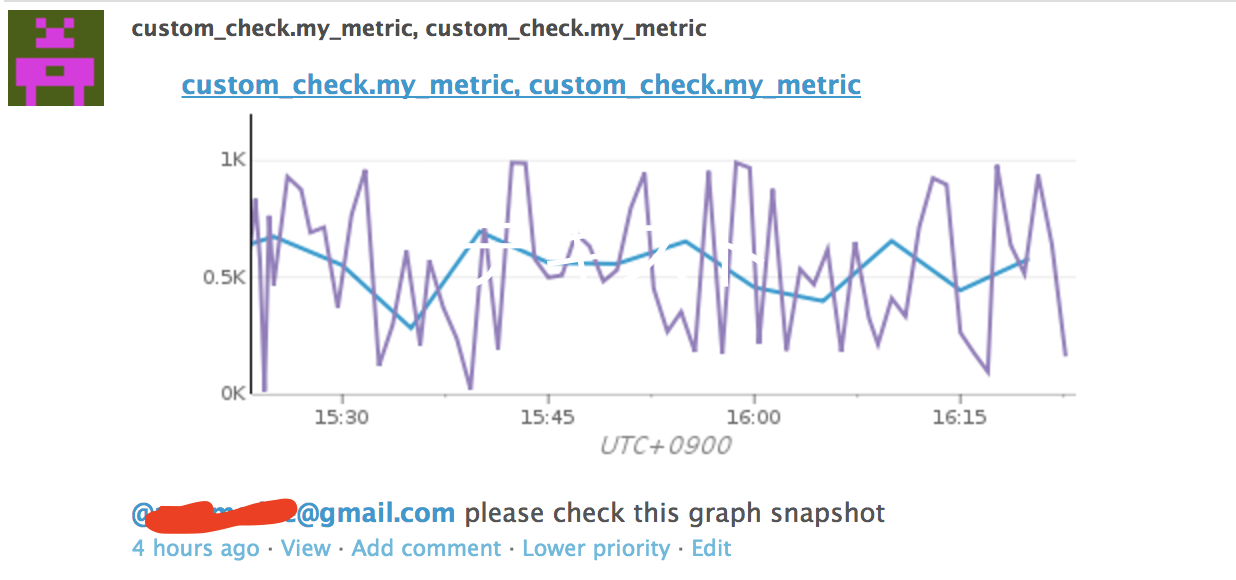 custom_check.my_metric, custom_check.my_metric
custom_check.my_metric, custom_check.my_metric
1K
0.5K
0K
15:30 15:45 16:00 16:15
UTC+0900
@gmail.com please check this graph snapshot
4 hours ago · View · Add comment · Lower priority · Edit